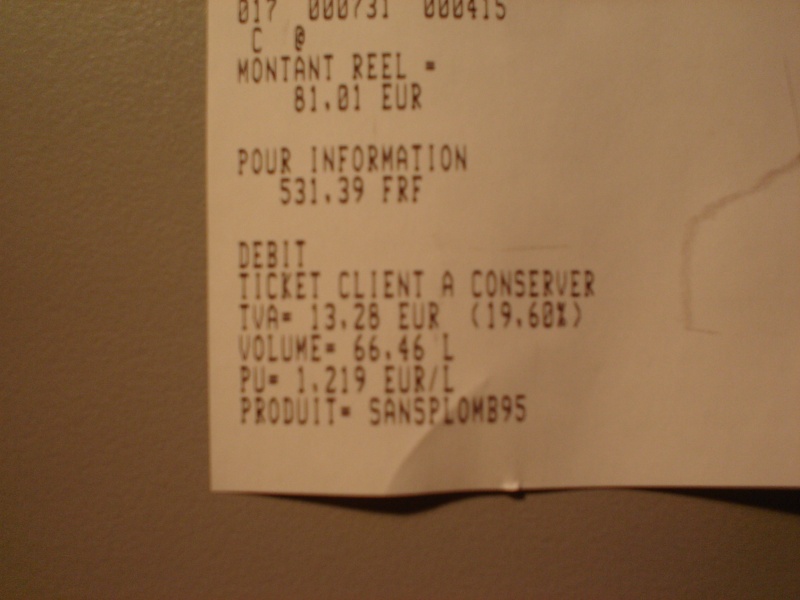 017 000731 000415
C @
MONTANT REEL =
81.01 EUR
POUR INFORMATION
531.39 FRF
DEBIT
TICKET CLIENT A CONSERVER
TVA= 13.28 EUR (19.60%)
VOLUME= 66.46 L
PU= 1.219 EUR/L
PRODUIT= SANSPLOMB95